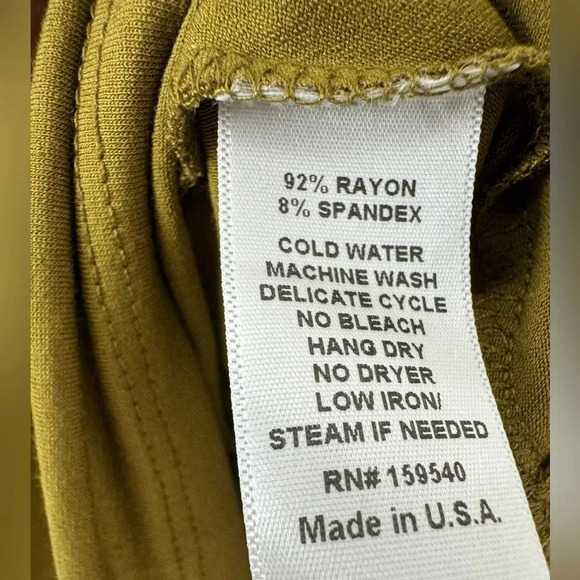 92% RAYON
8% SPANDEX
COLD WATER
MACHINE WASH
DELICATE CYCLE
NO BLEACH
HANG DRY
NO DRYER
LOW IRON/
STEAM IF NEEDED
RN# 159540
Made in U.S.A.